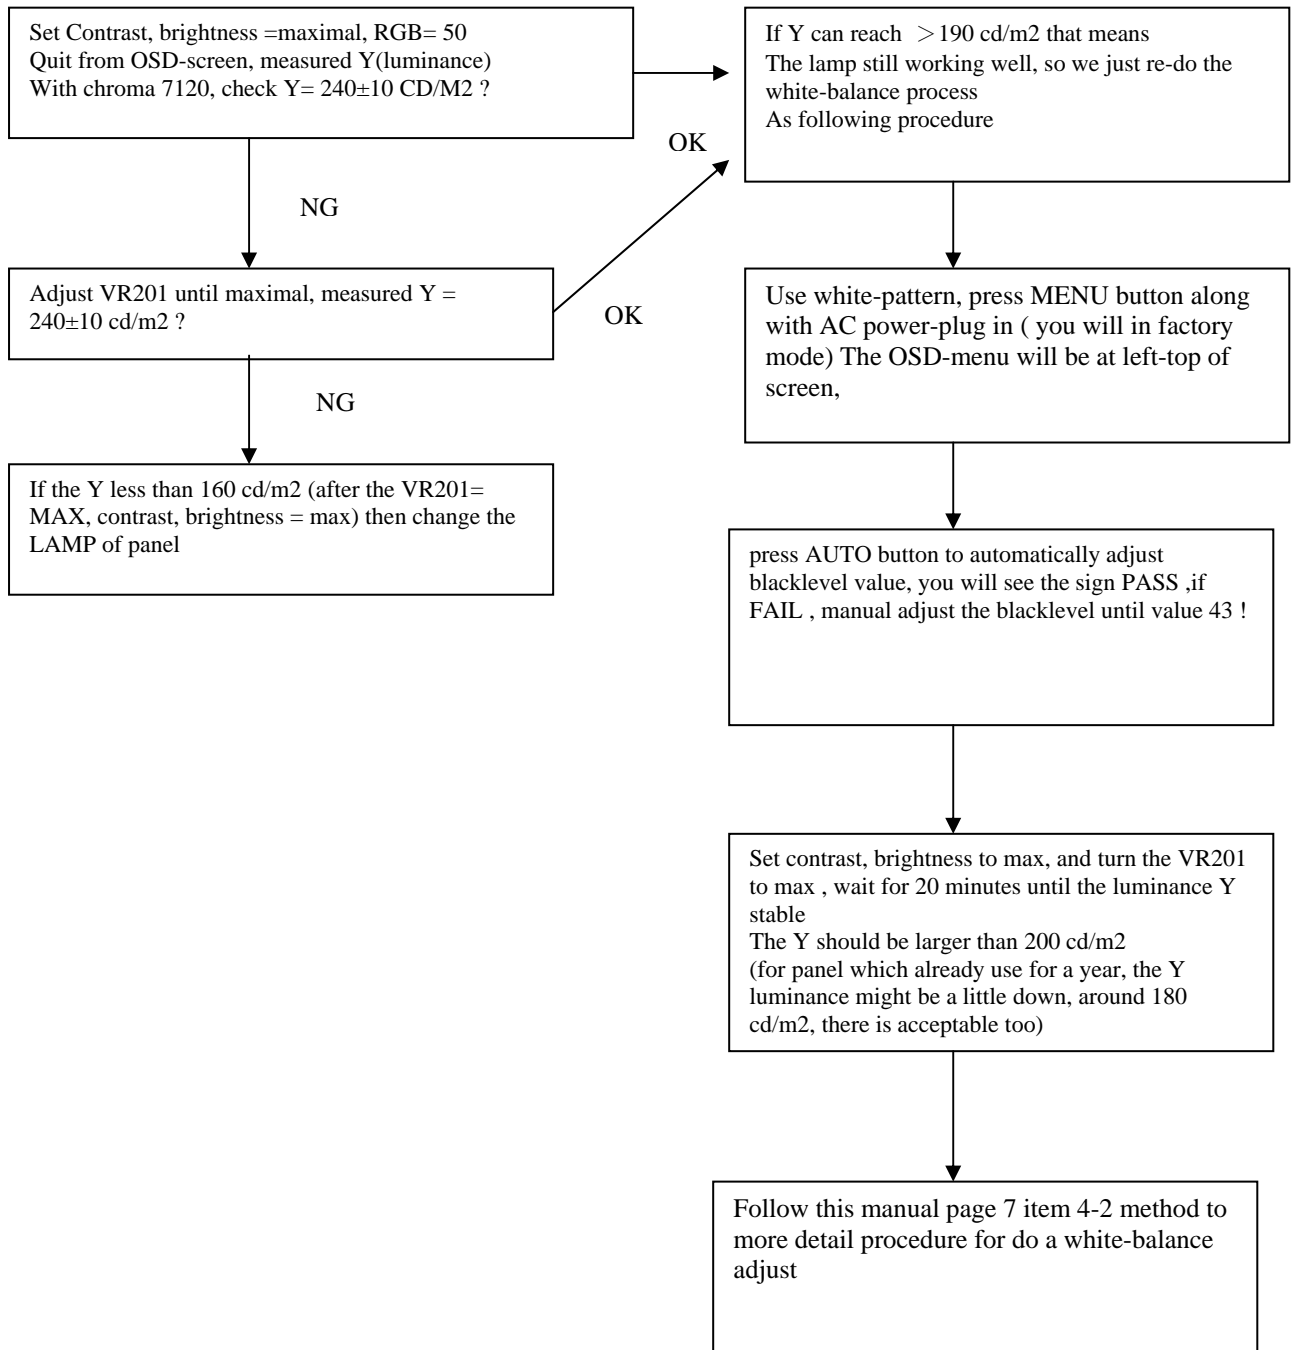 Set Contrast, brightness =maximal, RGB= 50
Quit from OSD-screen, measured Y(luminance)
With chroma 7120, check Y= 240±10 CD/M2 ?
If Y can reach ＞190 cd/m2 that means
The lamp still working well, so we just re-do the
white-balance process
As following procedure
OK
NG
Adjust VR201 until maximal, measured Y =
240±10 cd/m2 ?
OK
Use white-pattern, press MENU button along
with AC power-plug in ( you will in factory
mode) The OSD-menu will be at left-top of
screen,
NG
If the Y less than 160 cd/m2 (after the VR201=
MAX, contrast, brightness = max) then change the
LAMP of panel
press AUTO button to automatically adjust
blacklevel value, you will see the sign PASS ,if
FAIL , manual adjust the blacklevel until value 43 !
Set contrast, brightness to max, and turn the VR201
to max , wait for 20 minutes until the luminance Y
stable
The Y should be larger than 200 cd/m2
(for panel which already use for a year, the Y
luminance might be a little down, around 180
cd/m2, there is acceptable too)
Follow this manual page 7 item 4-2 method to
more detail procedure for do a white-balance
adjust